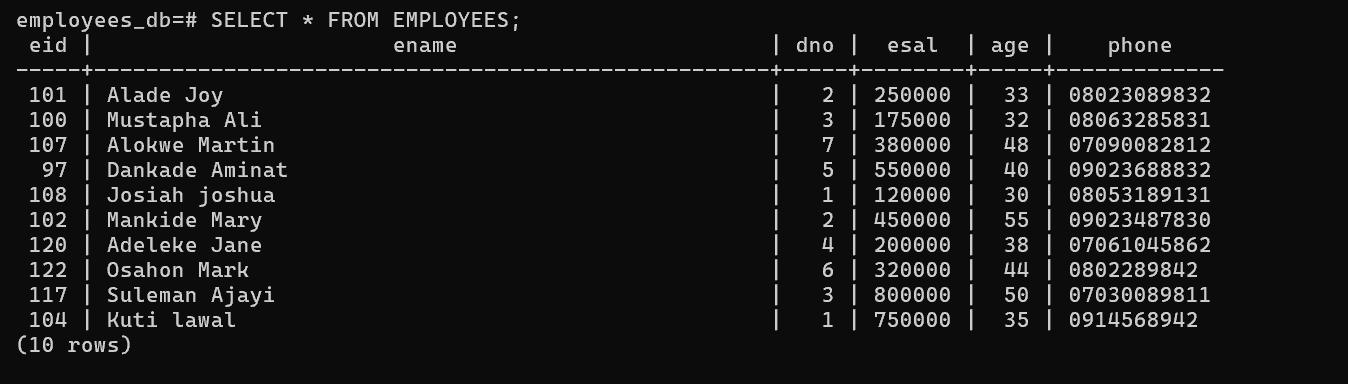 employees_db=# SELECT * FROM EMPLOYEES;
 eid |                       ename                        | dno |  esal  | age |    phone
-----+----------------------------------------------------+-----+--------+-----+-------------
 101 | Alade Joy                                          |   2 | 250000 |  33 | 08023089832
 100 | Mustapha Ali                                       |   3 | 175000 |  32 | 08063285831
 107 | Alokwe Martin                                      |   7 | 380000 |  48 | 07090082812
  97 | Dankade Aminat                                     |   5 | 550000 |  40 | 09023688832
 108 | Josiah joshua                                      |   1 | 120000 |  30 | 08053189131
 102 | Mankide Mary                                       |   2 | 450000 |  55 | 09023487830
 120 | Adeleke Jane                                       |   4 | 200000 |  38 | 07061045862
 122 | Osahon Mark                                        |   6 | 320000 |  44 | 0802289842
 117 | Suleman Ajayi                                      |   3 | 800000 |  50 | 07030089811
 104 | Kuti lawal                                         |   1 | 750000 |  35 | 0914568942
(10 rows)